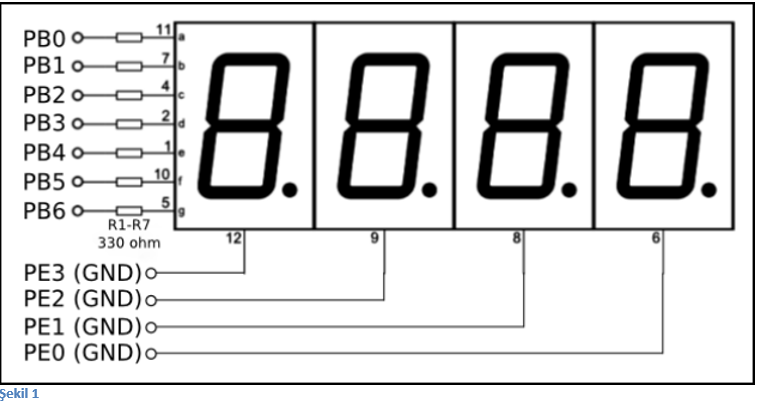 PB0 11 a
PB1 7 b
PB2 4 c
PB3 2 d
PB4 1 e
PB5 10 f
PB6 5 g
R1-R7
330 ohm
12 9 8 6
PE3 (GND)
PE2 (GND)
PE1 (GND)
PE0 (GND)
Şekil 1